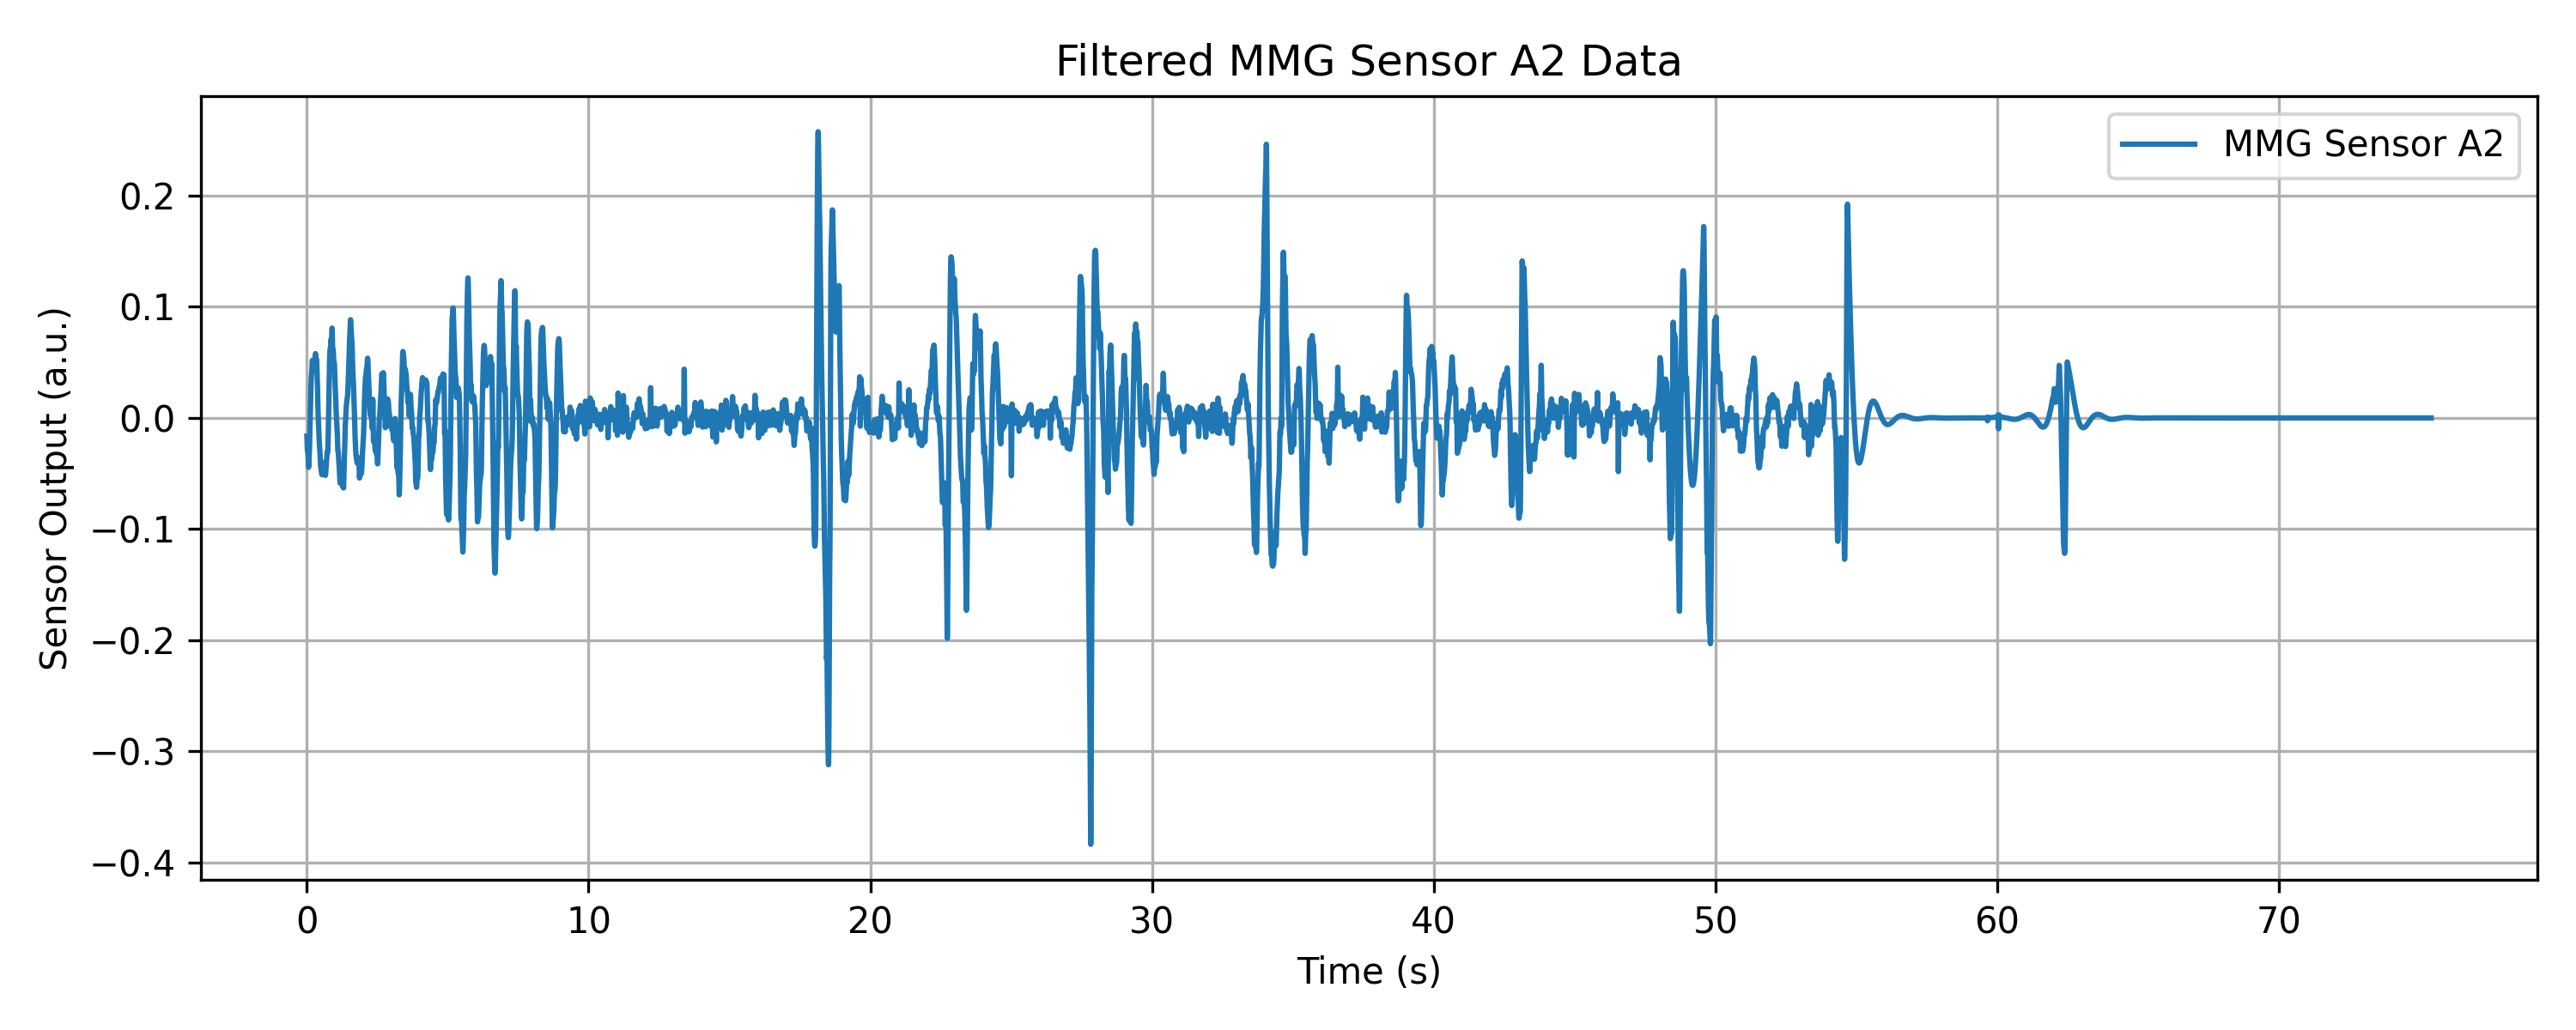 Filtered MMG Sensor A2 Data
MMG Sensor A2
Sensor Output (a.u.)
0.2
0.1
0.0
−0.1
−0.2
−0.3
−0.4
0 10 20 30 40 50 60 70
Time (s)